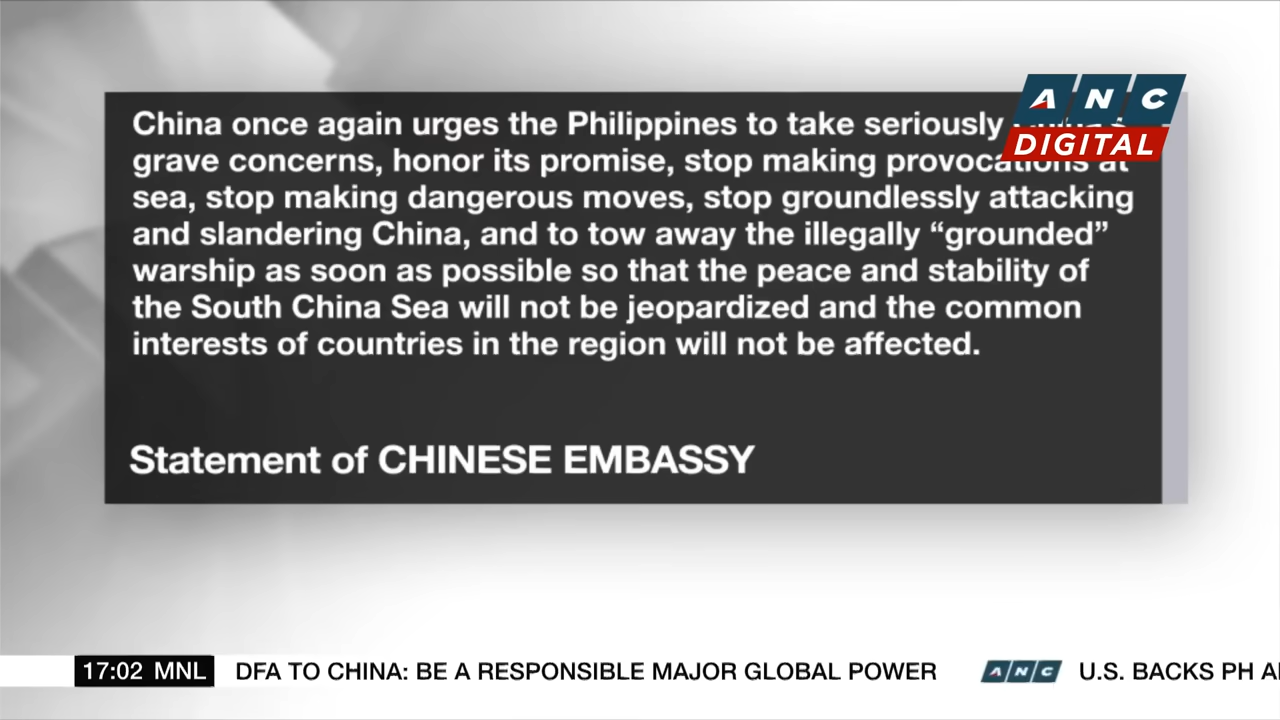 ANC
DIGITAL
China once again urges the Philippines to take seriously
grave concerns, honor its promise, stop making provocations at
sea, stop making dangerous moves, stop groundlessly attacking
and slandering China, and to tow away the illegally “grounded”
warship as soon as possible so that the peace and stability of
the South China Sea will not be jeopardized and the common
interests of countries in the region will not be affected.
Statement of CHINESE EMBASSY
17:02 MNL DFA TO CHINA: BE A RESPONSIBLE MAJOR GLOBAL POWER ANC U.S. BACKS PH